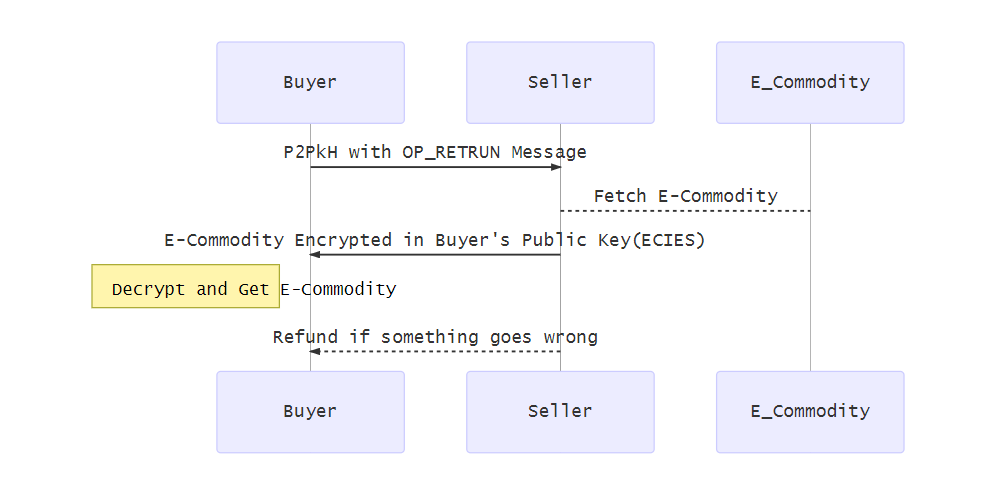 Buyer
Seller
E_Commodity
P2PkH with OP_RETRUN Message
Fetch E-Commodity
E-Commodity Encrypted in Buyer's Public Key(ECIES)
Decrypt and Get E-Commodity
Refund if something goes wrong
Buyer
Seller
E_Commodity